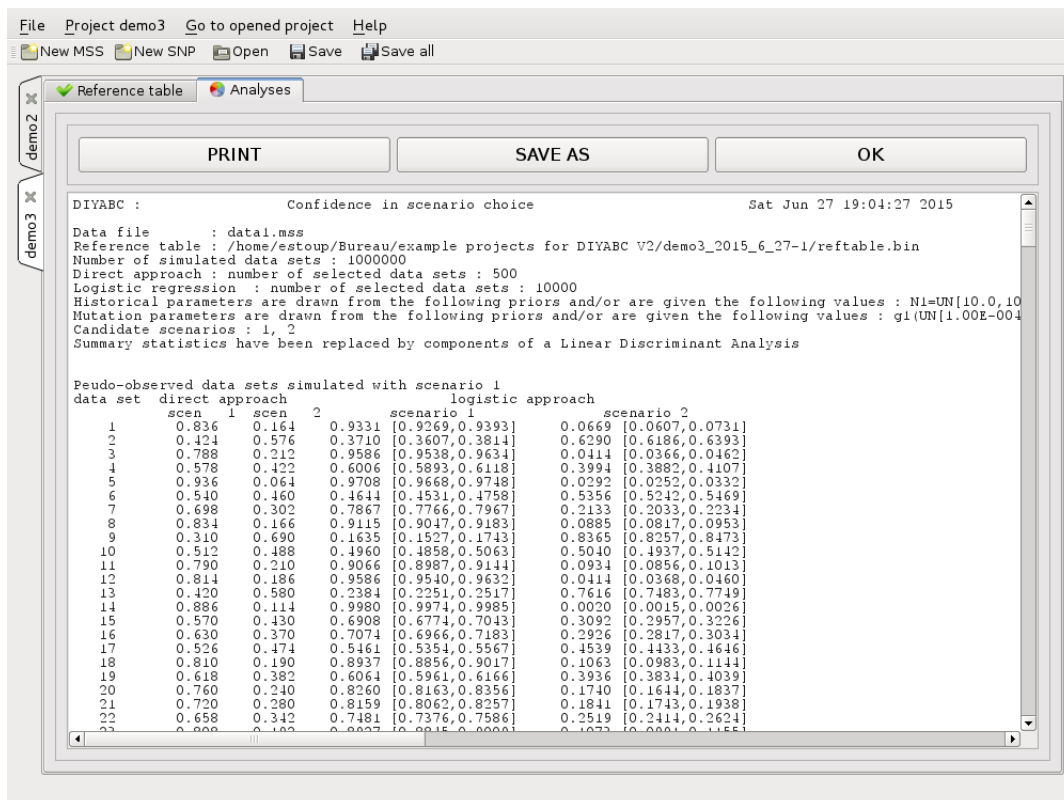 File Project demo3 Go to opened project Help
New MSS New SNP Open Save Save all
demo2
demo3
Reference table Analyses
PRINT SAVE AS OK
DIYABC : Confidence in scenario choice Sat Jun 27 19:04:27 2015
Data file : data1.mss
Reference table : /home/estoup/Bureau/example projects for DIYABC V2/demo3_2015_6_27-1/reftable.bin
Number of simulated data sets : 1000000
Direct approach : number of selected data sets : 500
Logistic regression : number of selected data sets : 10000
Historical parameters are drawn from the following priors and/or are given the following values : N1=UN[10.0,10
Mutation parameters are drawn from the following priors and/or are given the following values : g1(UN[1.00E-004
Candidate scenarios : 1, 2
Summary statistics have been replaced by components of a Linear Discriminant Analysis
Peudo-observed data sets simulated with scenario 1
data set direct approach logistic approach
scen 1 scen 2 scenario 1 scenario 2
1 0.836 0.164 0.9331 [0.9269,0.9393] 0.0669 [0.0607,0.0731]
2 0.424 0.576 0.3710 [0.3607,0.3814] 0.6290 [0.6186,0.6393]
3 0.788 0.212 0.9586 [0.9538,0.9634] 0.0414 [0.0366,0.0462]
4 0.578 0.422 0.6006 [0.5893,0.6118] 0.3994 [0.3882,0.4107]
5 0.936 0.064 0.9708 [0.9668,0.9748] 0.0292 [0.0252,0.0332]
6 0.540 0.460 0.4644 [0.4531,0.4758] 0.5356 [0.5242,0.5469]
7 0.698 0.302 0.7867 [0.7766,0.7967] 0.2133 [0.2033,0.2234]
8 0.834 0.166 0.9115 [0.9047,0.9183] 0.0885 [0.0817,0.0953]
9 0.310 0.690 0.1635 [0.1527,0.1743] 0.8365 [0.8257,0.8473]
10 0.512 0.488 0.4960 [0.4858,0.5063] 0.5040 [0.4937,0.5142]
11 0.790 0.210 0.9066 [0.8987,0.9144] 0.0934 [0.0856,0.1013]
12 0.814 0.186 0.9586 [0.9540,0.9632] 0.0414 [0.0368,0.0460]
13 0.420 0.580 0.2384 [0.2251,0.2517] 0.7616 [0.7483,0.7749]
14 0.886 0.114 0.9980 [0.9974,0.9985] 0.0020 [0.0015,0.0026]
15 0.570 0.430 0.6908 [0.6774,0.7043] 0.3092 [0.2957,0.3226]
16 0.630 0.370 0.7074 [0.6966,0.7183] 0.2926 [0.2817,0.3034]
17 0.526 0.474 0.5461 [0.5354,0.5567] 0.4539 [0.4433,0.4646]
18 0.810 0.190 0.8937 [0.8856,0.9017] 0.1063 [0.0983,0.1144]
19 0.618 0.382 0.6064 [0.5961,0.6166] 0.3936 [0.3834,0.4039]
20 0.760 0.240 0.8260 [0.8163,0.8356] 0.1740 [0.1644,0.1837]
21 0.720 0.280 0.8159 [0.8062,0.8257] 0.1841 [0.1743,0.1938]
22 0.658 0.342 0.7481 [0.7376,0.7586] 0.2519 [0.2414,0.2624]